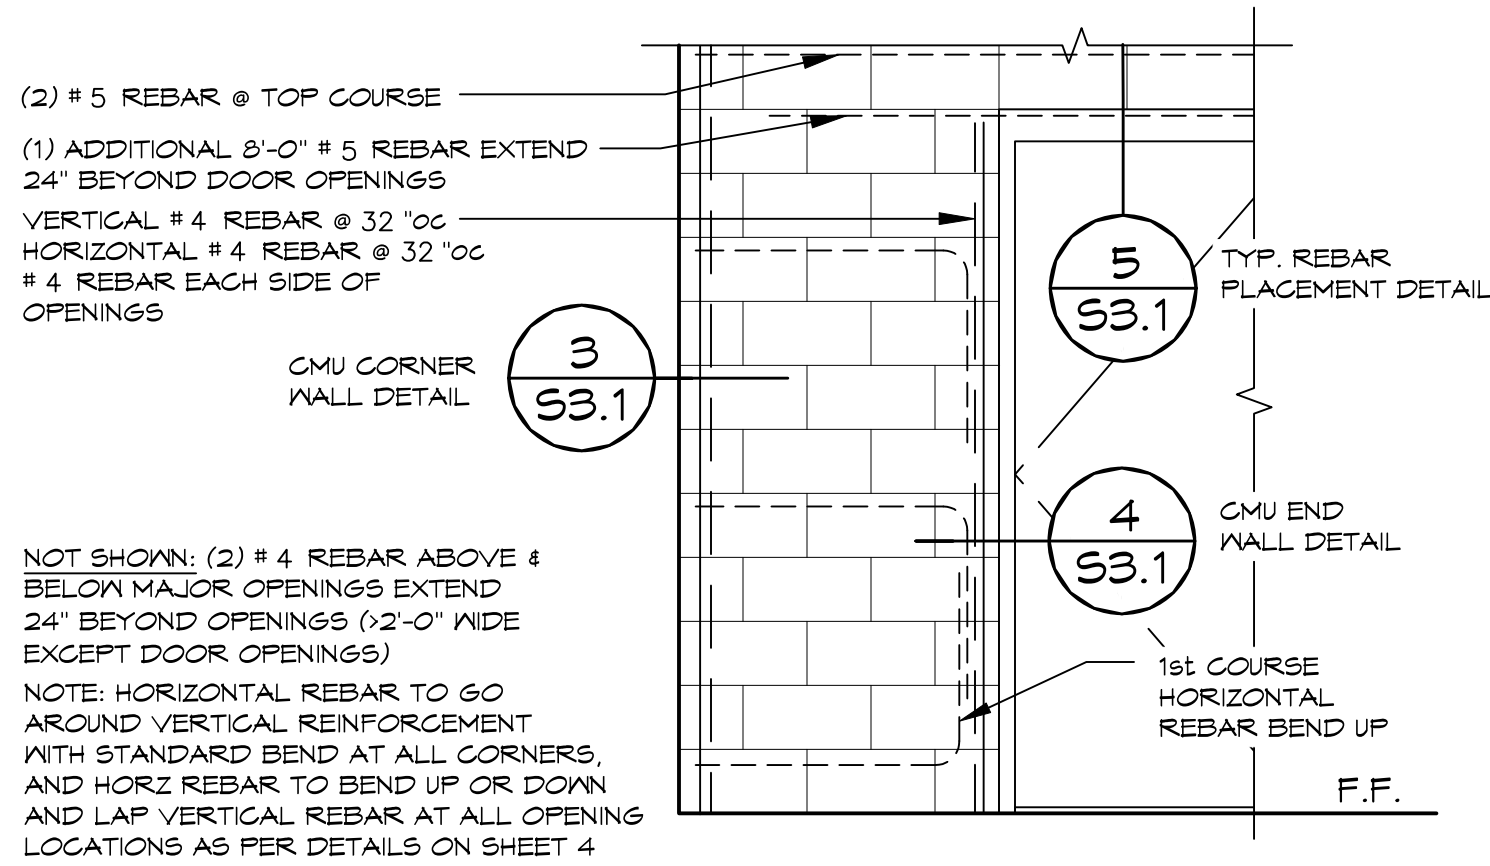 (2) # 5 REBAR @ TOP COURSE
(1) ADDITIONAL 8'-0" # 5 REBAR EXTEND
24" BEYOND DOOR OPENINGS
VERTICAL # 4 REBAR @ 32 "oc
HORIZONTAL # 4 REBAR @ 32 "oc
# 4 REBAR EACH SIDE OF
OPENINGS
CMU CORNER
WALL DETAIL
3
S3.1
5
S3.1
TYP. REBAR
PLACEMENT DETAIL
4
S3.1
CMU END
WALL DETAIL
NOT SHOWN: (2) # 4 REBAR ABOVE &
BELOW MAJOR OPENINGS EXTEND
24" BEYOND OPENINGS (>2'-0" WIDE
EXCEPT DOOR OPENINGS)
NOTE: HORIZONTAL REBAR TO GO
AROUND VERTICAL REINFORCEMENT
WITH STANDARD BEND AT ALL CORNERS,
AND HORZ REBAR TO BEND UP OR DOWN
AND LAP VERTICAL REBAR AT ALL OPENING
LOCATIONS AS PER DETAILS ON SHEET 4
1st COURSE
HORIZONTAL
REBAR BEND UP
F.F.